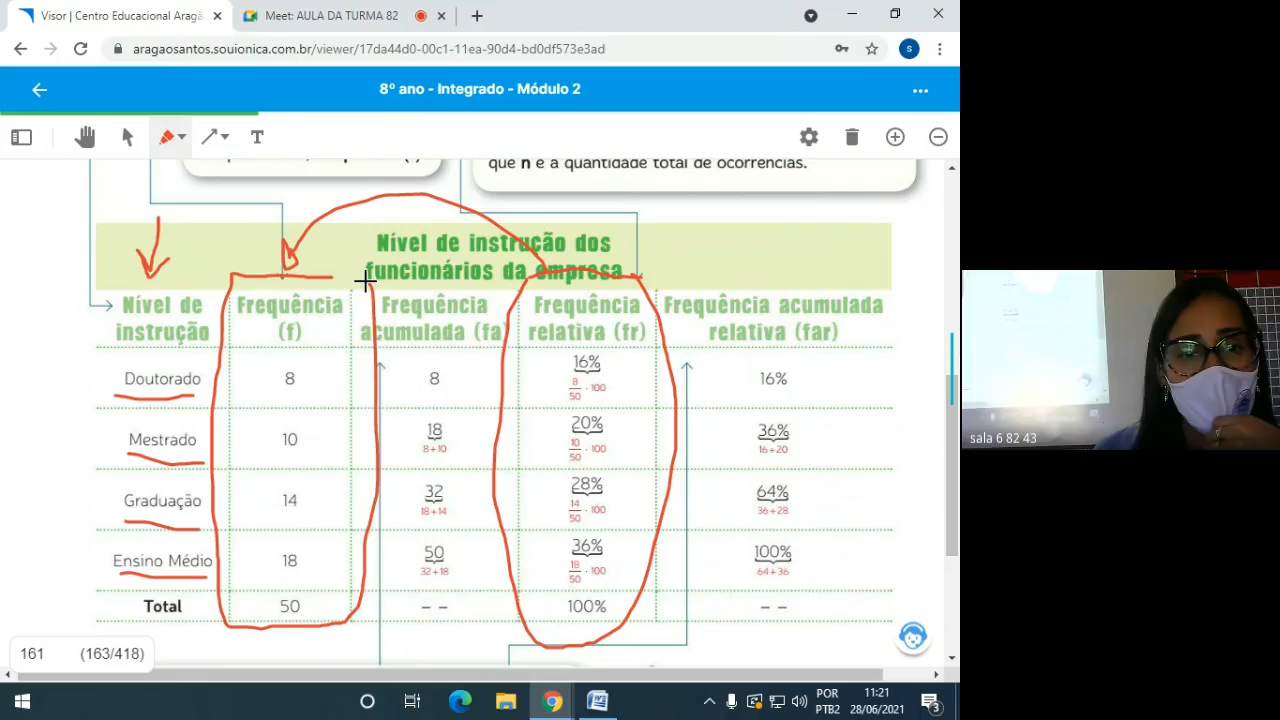 Visor | Centro Educacional Aragã
Meet: AULA DA TURMA 82
aragaosantos.souionica.com.br/viewer/17da44d0-00c1-11ea-90d4-bd0df573e3ad
S
8º ano - Integrado - Módulo 2
T
que n é a quantidade total de ocorrências.
Nível de instrução dos
funcionários da empresa
Nível de instrução
Frequência (f)
Frequência acumulada (fa)
Frequência relativa (fr)
Frequência acumulada relativa (far)
Doutorado 8 8 16% 16%
8/50 · 100
Mestrado 10 18 20% 36%
8+10 10/50 · 100 16+20
Graduação 14 32 28% 64%
18+14 14/50 · 100 36+28
Ensino Médio 18 50 36% 100%
32+18 18/50 · 100 64+36
Total 50 – – 100% – –
161 (163/418)
sala 6 82 43
POR
PTB2
11:21
28/06/2021
3